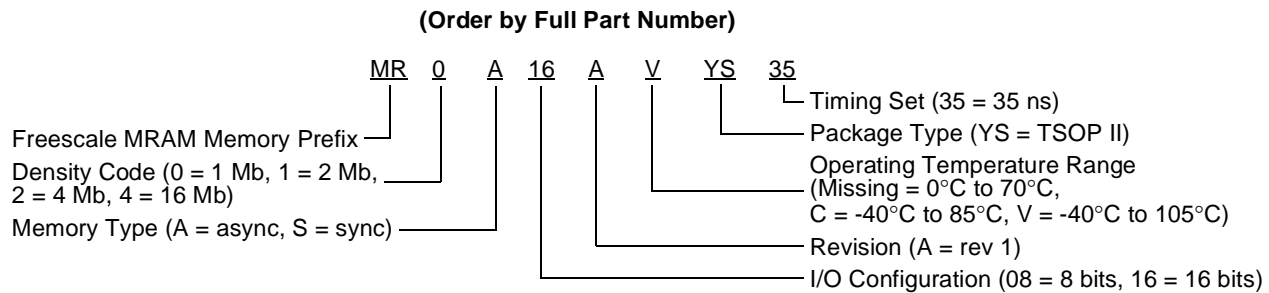 (Order by Full Part Number)
MR 0 A 16 A V YS 35
Timing Set (35 = 35 ns)
Freescale MRAM Memory Prefix
Package Type (YS = TSOP II)
Density Code (0 = 1 Mb, 1 = 2 Mb,
2 = 4 Mb, 4 = 16 Mb)
Operating Temperature Range
(Missing = 0°C to 70°C,
C = -40°C to 85°C, V = -40°C to 105°C)
Memory Type (A = async, S = sync)
Revision (A = rev 1)
I/O Configuration (08 = 8 bits, 16 = 16 bits)